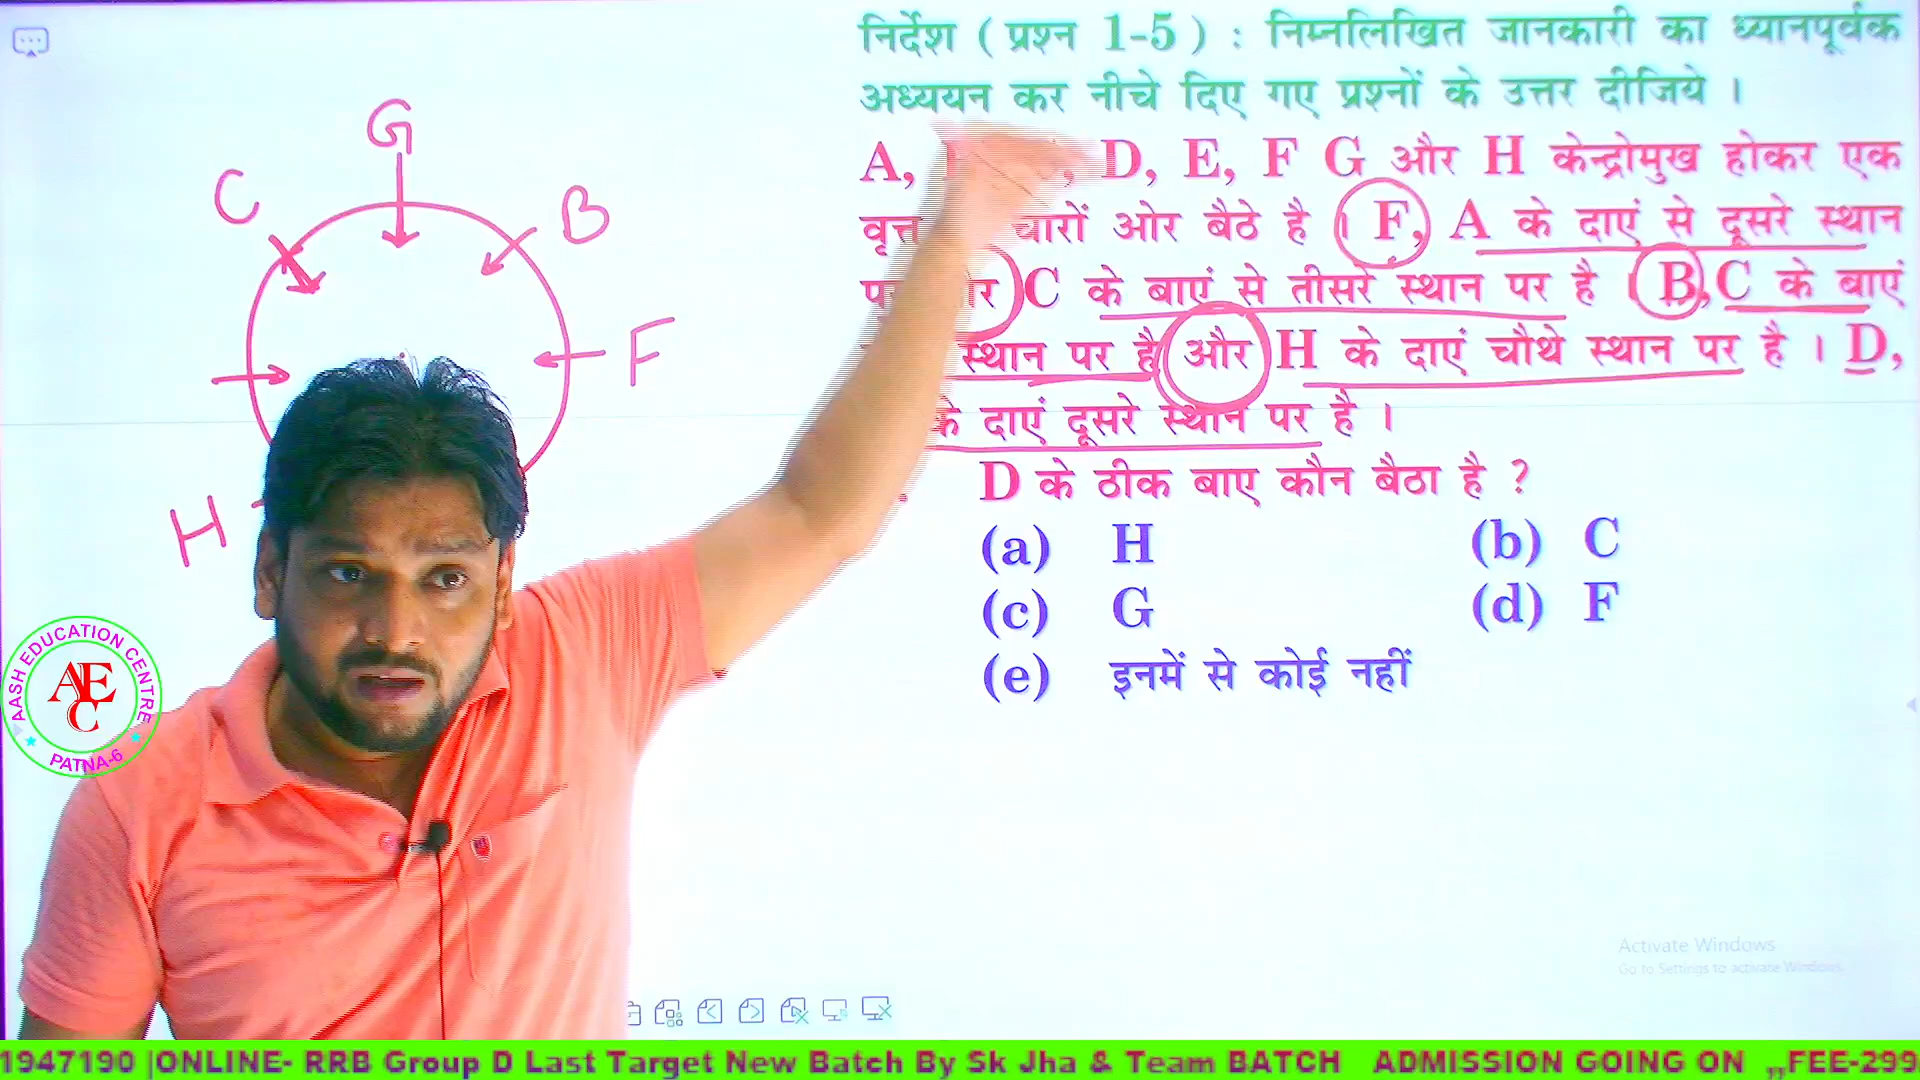 निर्देश ( प्रश्न 1-5 ) : निम्नलिखित जानकारी का ध्यानपूर्वक
अध्ययन कर नीचे दिए गए प्रश्नों के उत्तर दीजिये ।
A, D, E, F G और H केन्द्रोमुख होकर एक
वृत्त चारों ओर बैठे है । F, A के दाएं से दूसरे स्थान
C के बाएं से तीसरे स्थान पर है । B, C के बाएं
स्थान पर है और H के दाएं चौथे स्थान पर है । D,
के दाएं दूसरे स्थान पर है ।
D के ठीक बाए कौन बैठा है ?
(a) H (b) C
(c) G (d) F
(e) इनमें से कोई नहीं
G
C
B
F
H
AASH EDUCATION CENTRE
AEC
PATNA-6
Activate Windows
Go to Settings to activate Windows.
1947190 |ONLINE- RRB Group D Last Target New Batch By Sk Jha & Team BATCH ADMISSION GOING ON ,,FEE-299